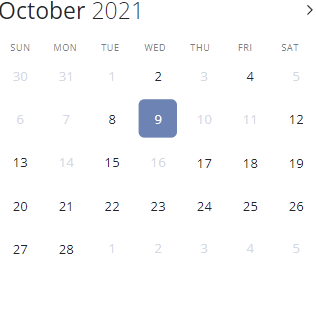 October 2021
SUN MON TUE WED THU FRI SAT
30 31 1 2 3 4 5
6 7 8 9 10 11 12
13 14 15 16 17 18 19
20 21 22 23 24 25 26
27 28 1 2 3 4 5